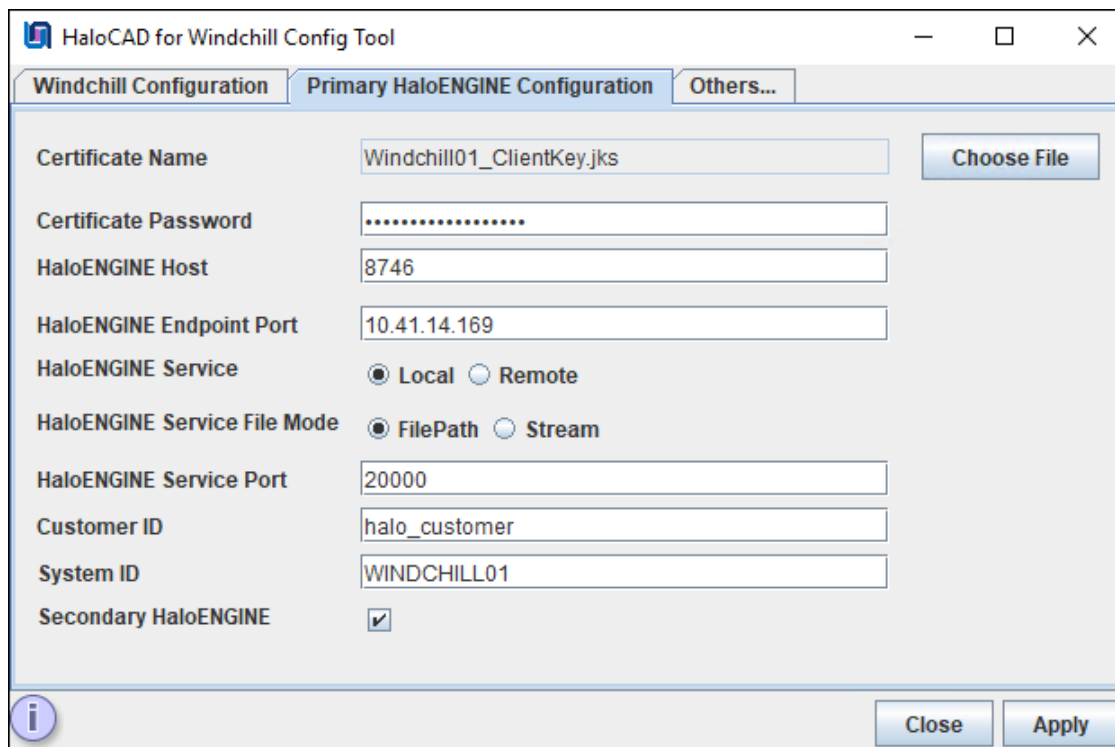 HaloCAD for Windchill Config Tool
Windchill Configuration Primary HaloENGINE Configuration Others...
Certificate Name Windchill01_ClientKey.jks Choose File
Certificate Password ••••••••••••••••••
HaloENGINE Host 8746
HaloENGINE Endpoint Port 10.41.14.169
HaloENGINE Service Local Remote
HaloENGINE Service File Mode FilePath Stream
HaloENGINE Service Port 20000
Customer ID halo_customer
System ID WINDCHILL01
Secondary HaloENGINE
Close Apply